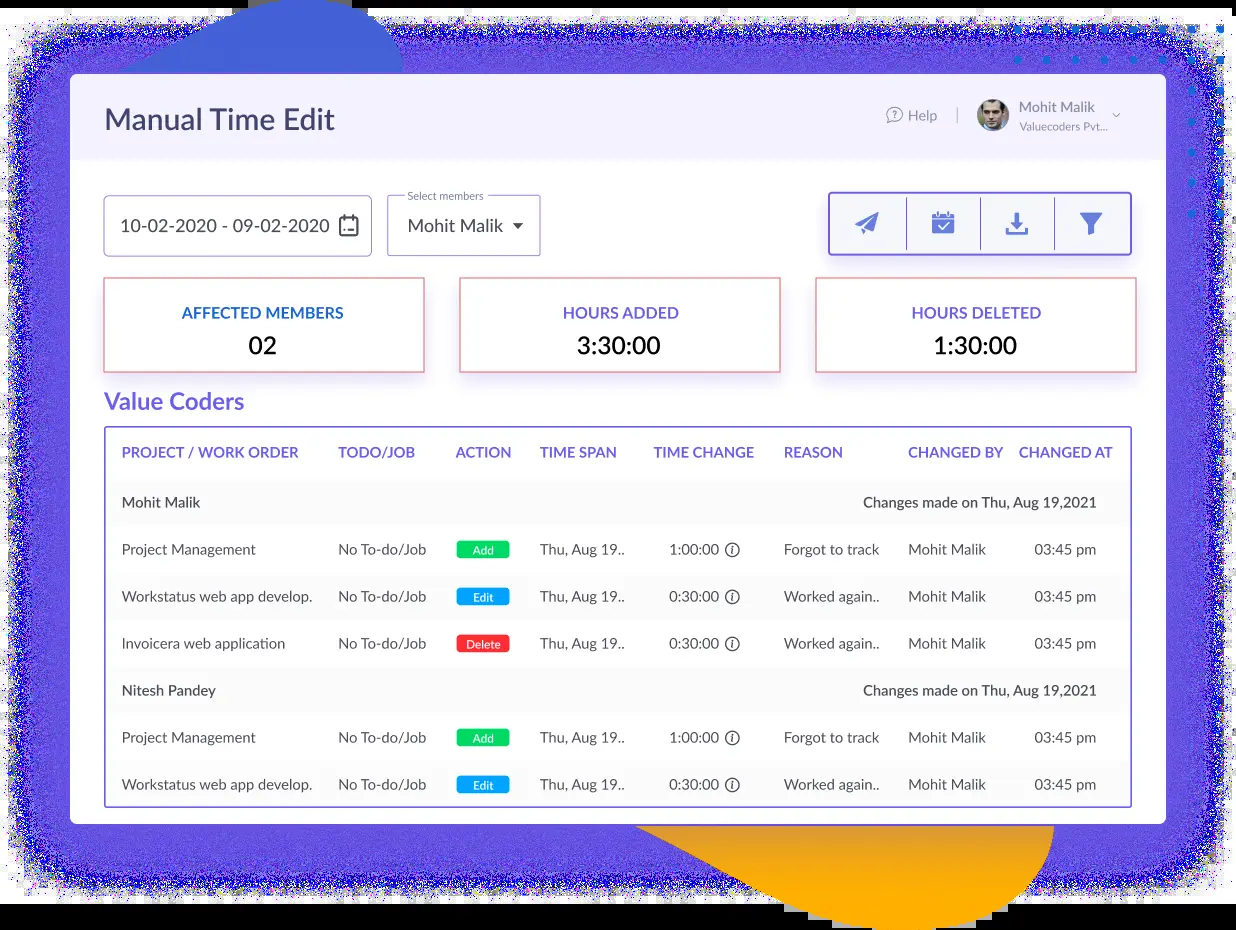 Manual Time Edit
Help
Mohit Malik
Valuecoders Pvt...
10-02-2020 - 09-02-2020
Select members
Mohit Malik
AFFECTED MEMBERS
02
HOURS ADDED
3:30:00
HOURS DELETED
1:30:00
Value Coders
PROJECT / WORK ORDER TODO/JOB ACTION TIME SPAN TIME CHANGE REASON CHANGED BY CHANGED AT
Mohit Malik Changes made on Thu, Aug 19,2021
Project Management No To-do/Job Add Thu, Aug 19.. 1:00:00 Forgot to track Mohit Malik 03:45 pm
Workstatus web app develop. No To-do/Job Edit Thu, Aug 19.. 0:30:00 Worked again.. Mohit Malik 03:45 pm
Invoicera web application No To-do/Job Delete Thu, Aug 19.. 0:30:00 Worked again.. Mohit Malik 03:45 pm
Nitesh Pandey Changes made on Thu, Aug 19,2021
Project Management No To-do/Job Add Thu, Aug 19.. 1:00:00 Forgot to track Mohit Malik 03:45 pm
Workstatus web app develop. No To-do/Job Edit Thu, Aug 19.. 0:30:00 Worked again.. Mohit Malik 03:45 pm